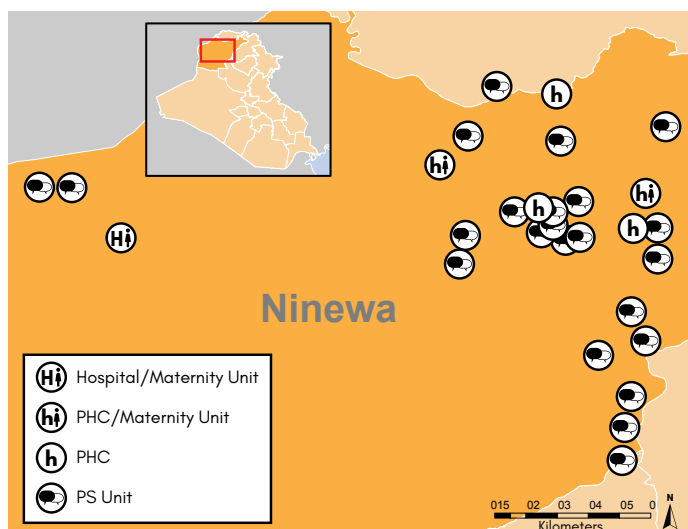 Ninewa
H Hospital/Maternity Unit
h PHC/Maternity Unit
h PHC
PS Unit
015 02 03 04 05 0
Kilometers
N
h
h
h
h
h
H